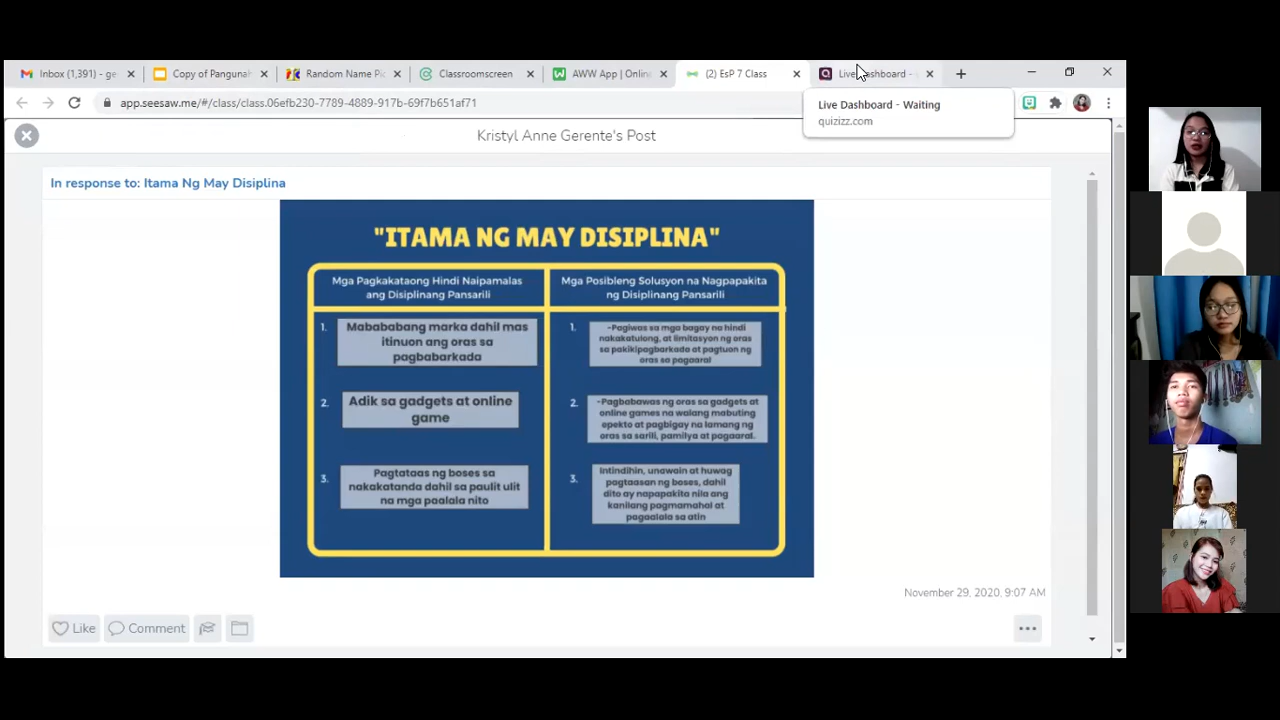 Inbox (1,391) - ge
Copy of Pangunah
Random Name Pic
Classroomscreen
AWW App | Online
(2) EsP 7 Class
Live Dashboard -
app.seesaw.me/#/class/class.06efb230-7789-4889-917b-69f7b651af71
Live Dashboard - Waiting
quizizz.com
Kristyl Anne Gerente's Post
In response to: Itama Ng May Disiplina
"ITAMA NG MAY DISIPLINA"
Mga Pagkakataong Hindi Naipamalas
ang Disiplinang Pansarili
Mga Posibleng Solusyon na Nagpapakita
ng Disiplinang Pansarili
1. Mabababang marka dahil mas
itinuon ang oras sa
pagbabarkada
1. -Pagiwas sa mga bagay na hindi
nakakatulong, at limitasyon ng oras
sa pakikipagbarkada at pagtuon ng
oras sa pagaaral
2. Adik sa gadgets at online
game
2. -Pagbabawas ng oras sa gadgets at
online games na walang mabuting
epekto at pagbigay na lamang ng
oras sa sarili, pamilya at pagaaral.
3. Pagtataas ng boses sa
nakakatanda dahil sa paulit ulit
na mga paalala nito
3. Intindihin, unawain at huwag
pagtaasan ng boses, dahil
dito ay napapakita nila ang
kanilang pagmamahal at
pagaalala sa atin
November 29, 2020, 9:07 AM
Like
Comment